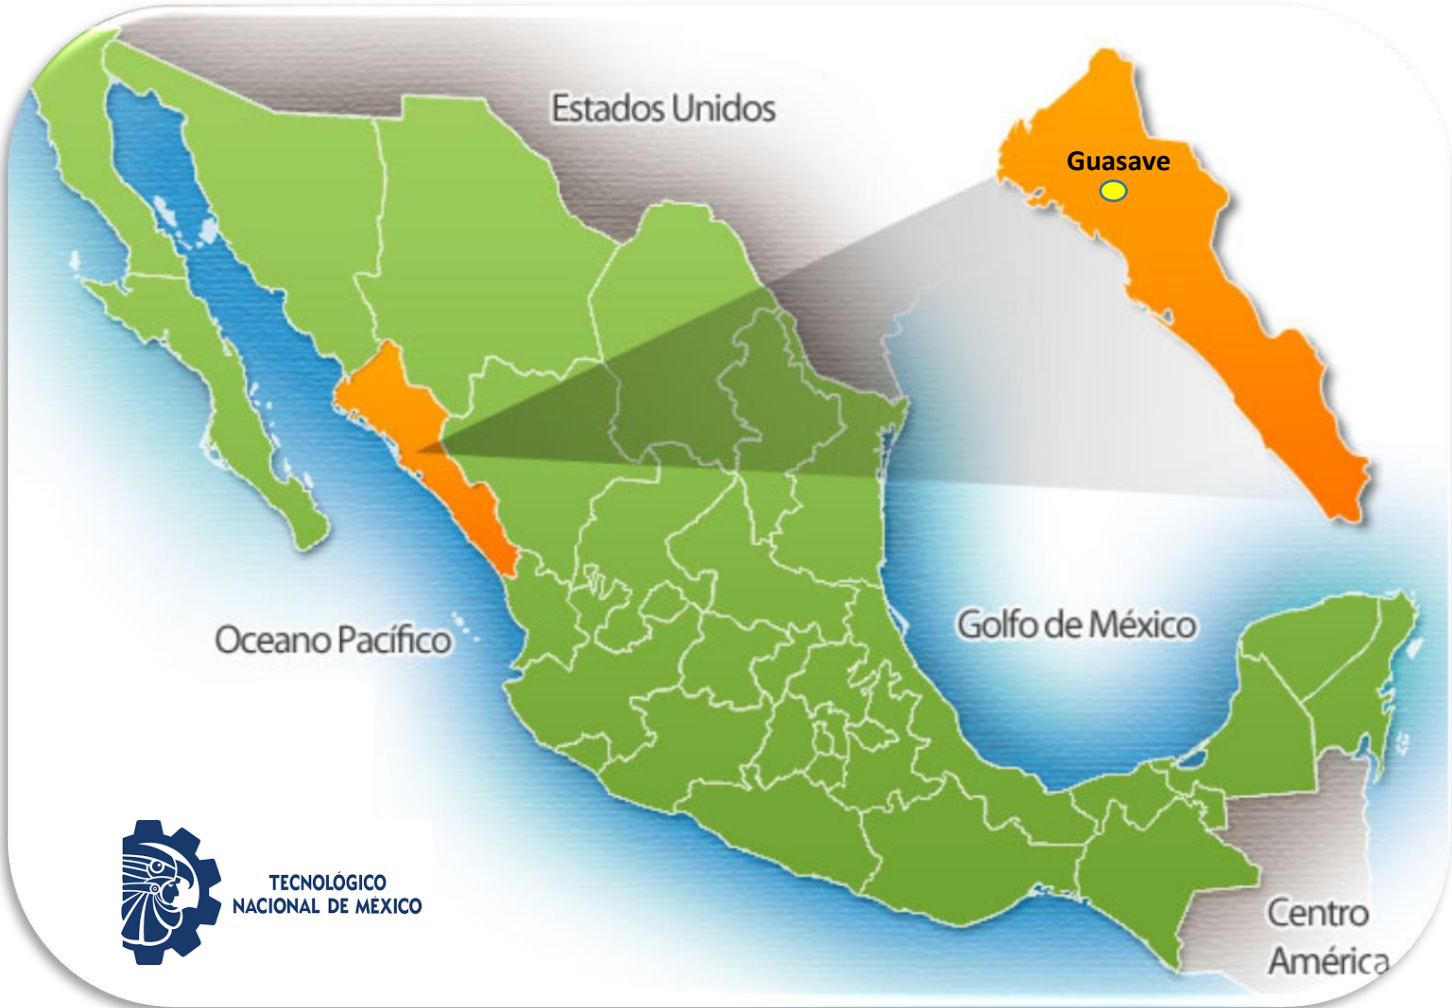 Estados Unidos
Guasave
Oceano Pacífico
Golfo de México
TECNOLÓGICO
NACIONAL DE MÉXICO
Centro
América